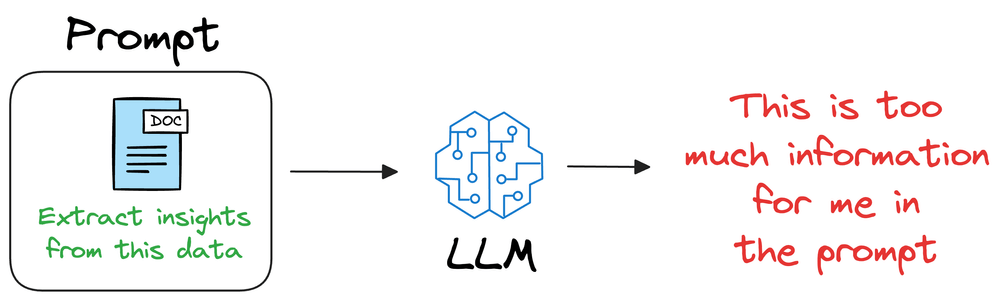 Prompt
DOC
Extract insights
from this data
LLM
This is too
much information
for me in
the prompt